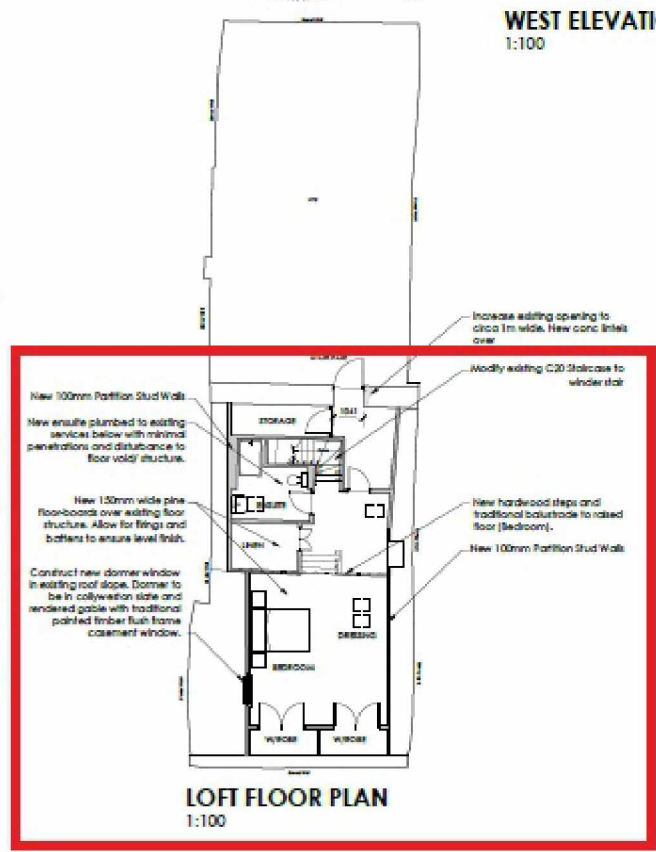 WEST ELEVATI
1:100
Increase existing opening to
circa 1m wide. New conc lintels
over
Modify existing C20 Staircase to
winder stair
New 100mm Partition Stud Walls
STORAGE
1041
New ensuite plumbed to existing
services below with minimal
penetrations and disturbance to
floor void/ structure.
ENSUITE
New 150mm wide pine
floor-boards over existing floor
structure. Allow for firings and
battens to ensure level finish.
New hardwood steps and
traditional balustrade to raised
floor (Bedroom).
LINEN
New 100mm Partition Stud Walls
Construct new dormer window
in existing roof slope. Dormer to
be in collyweston slate and
rendered gable with traditional
painted timber flush frame
casement window.
DRESSING
BEDROOM
W/ROBE
W/ROBE
LOFT FLOOR PLAN
1:100